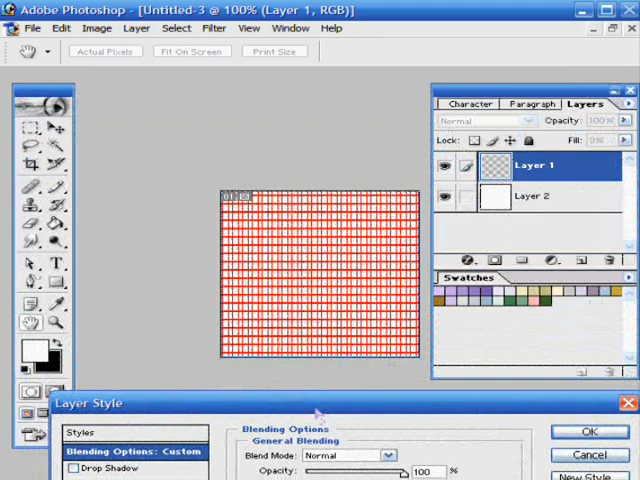 Adobe Photoshop - [Untitled-3 @ 100% (Layer 1, RGB)]
File Edit Image Layer Select Filter View Window Help
Actual Pixels Fit On Screen Print Size
Character Paragraph Layers
Normal Opacity: 100%
Lock: Fill:
Layer 1
Layer 2
01
Swatches
Layer Style
Styles
Blending Options: Custom
Drop Shadow
Blending Options
General Blending
Blend Mode: Normal
Opacity: 100 %
OK
Cancel
New Style...